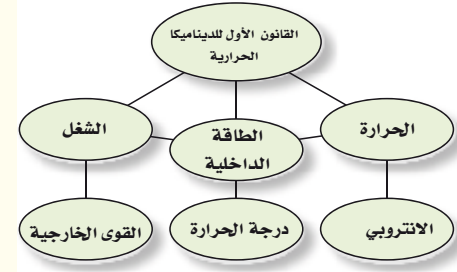 القانون الأول للديناميكا
الحرارية
الحرارة
الطاقة
الداخلية
الشغل
الانتروبي
درجة الحرارة
القوى الخارجية